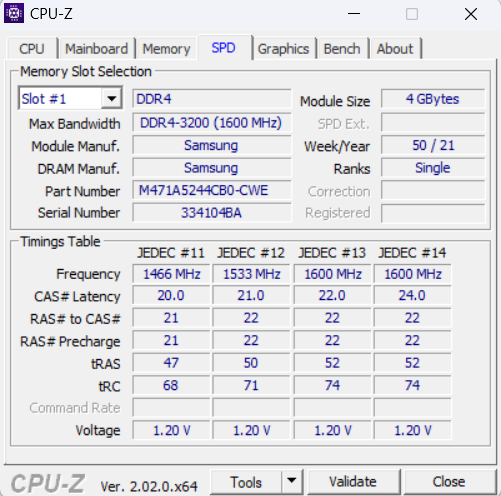 CPU-Z
CPU Mainboard Memory SPD Graphics Bench About
Memory Slot Selection
Slot #1 DDR4 Module Size 4 GBytes
Max Bandwidth DDR4-3200 (1600 MHz) SPD Ext.
Module Manuf. Samsung Week/Year 50 / 21
DRAM Manuf. Samsung Ranks Single
Part Number M471A5244CB0-CWE Correction
Serial Number 334104BA Registered
Timings Table
JEDEC #11 JEDEC #12 JEDEC #13 JEDEC #14
Frequency 1466 MHz 1533 MHz 1600 MHz 1600 MHz
CAS# Latency 20.0 21.0 22.0 24.0
RAS# to CAS# 21 22 22 22
RAS# Precharge 21 22 22 22
tRAS 47 50 52 52
tRC 68 71 74 74
Command Rate
Voltage 1.20 V 1.20 V 1.20 V 1.20 V
CPU-Z Ver. 2.02.0.x64 Tools Validate Close